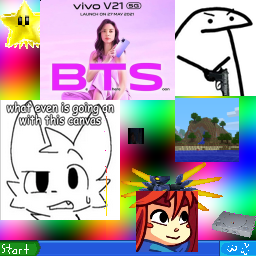 vivo V21 5G
LAUNCH ON 27 MAY 2021
BTS
what even is going on
with this canvas
Start